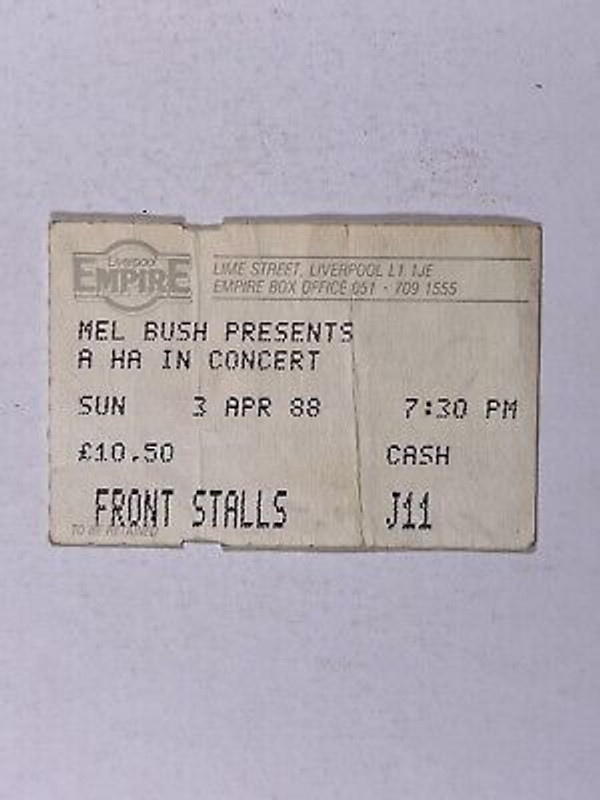 Liverpool
EMPIRE
LIME STREET, LIVERPOOL L1 1JE
EMPIRE BOX OFFICE 051 - 709 1555
MEL BUSH PRESENTS
A HA IN CONCERT
SUN 3 APR 88 7:30 PM
£10.50 CASH
FRONT STALLS J11
TO BE RETAINED